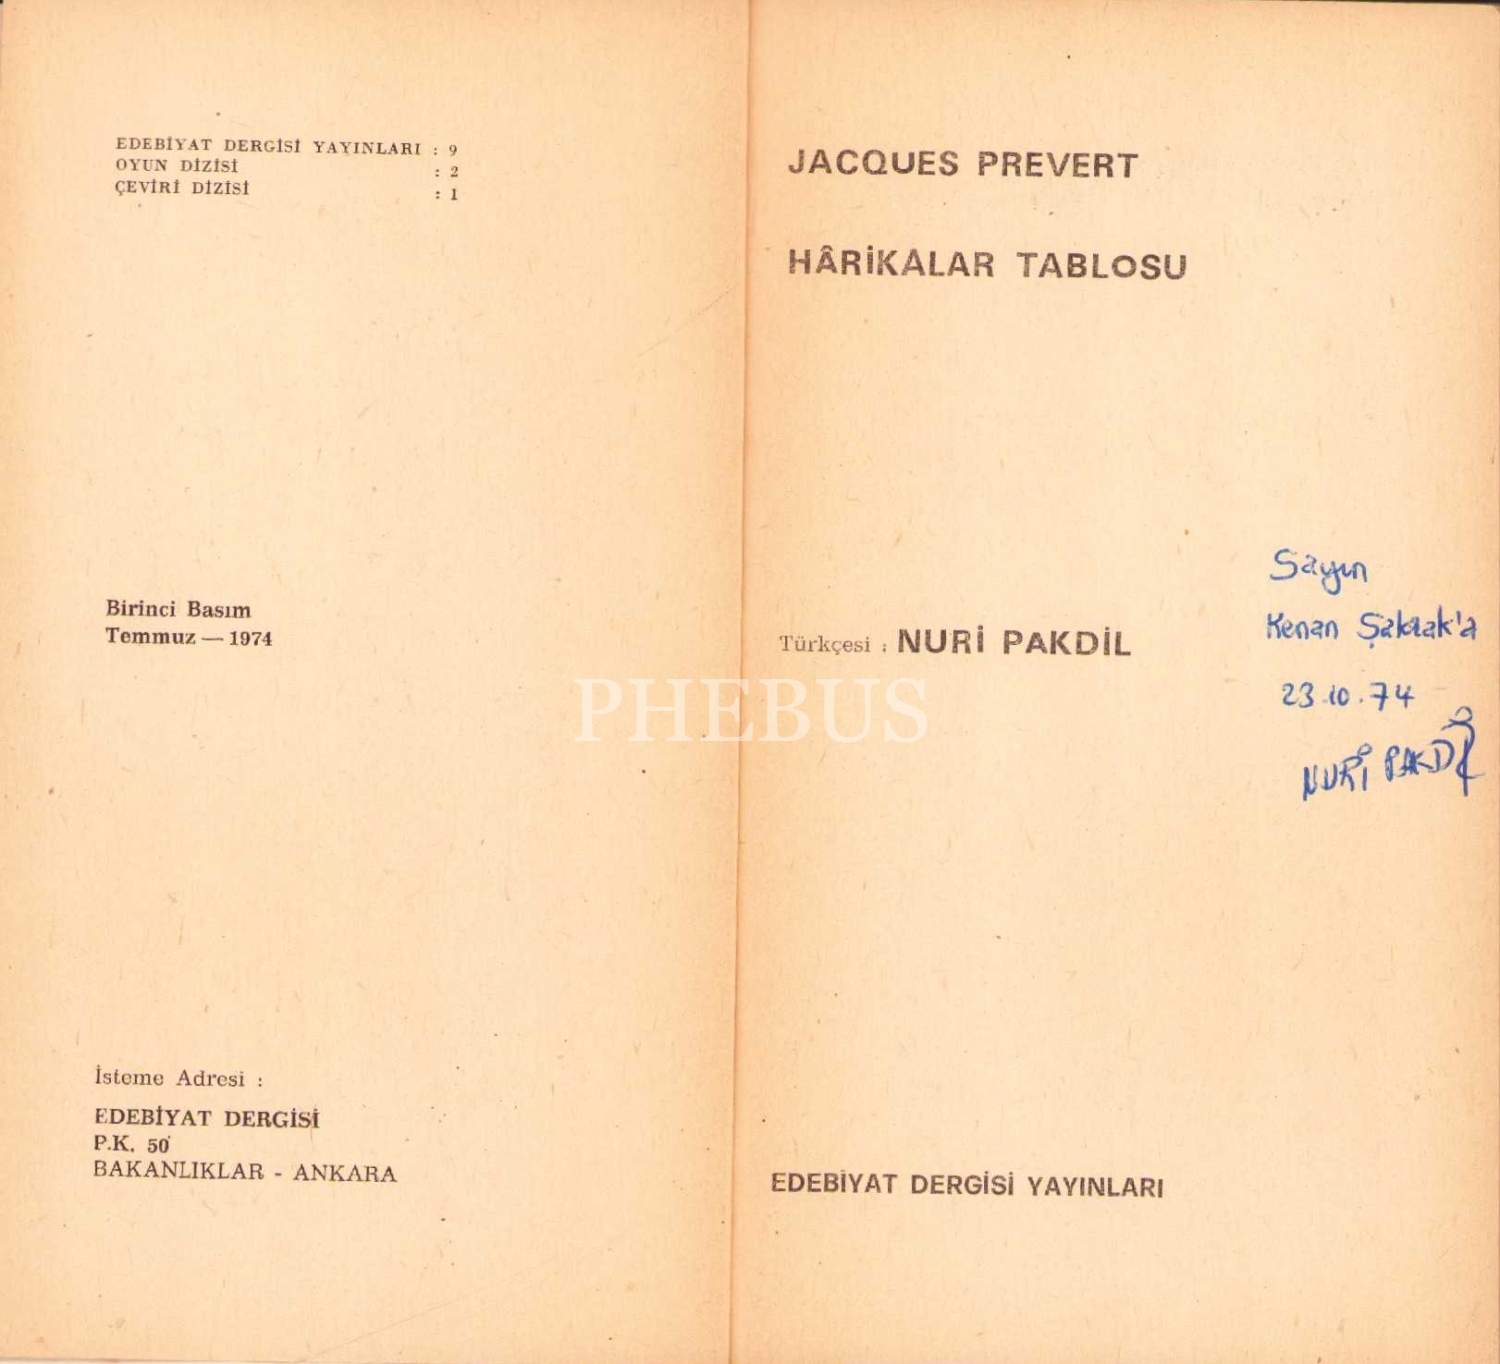 EDEBİYAT DERGİSİ YAYINLARI : 9
OYUN DİZİSİ : 2
ÇEVİRİ DİZİSİ : 1
Birinci Basım
Temmuz — 1974
İsteme Adresi :
EDEBİYAT DERGİSİ
P.K. 50
BAKANLIKLAR - ANKARA
JACQUES PREVERT
HÂRİKALAR TABLOSU
Türkçesi : NURİ PAKDİL
Sayın
Kenan
23.10.74
NURİ PAKDİL
EDEBİYAT DERGİSİ YAYINLARI
PHEBUS